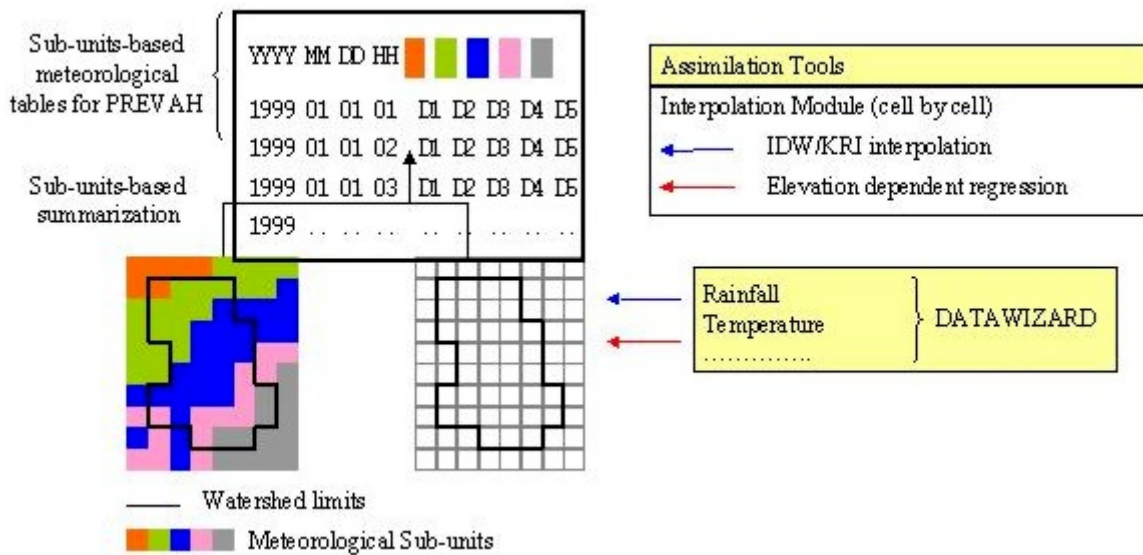 Sub-units-based
meteorological
tables for PREVAH
YYYY MM DD HH
1999 01 01 01 D1 D2 D3 D4 D5
1999 01 01 02 D1 D2 D3 D4 D5
1999 01 01 03 D1 D2 D3 D4 D5
1999 .. .. .. .. .. .. .. ..
Sub-units-based
summarization
Assimilation Tools
Interpolation Module (cell by cell)
IDW/KRI interpolation
Elevation dependent regression
Rainfall
Temperature
..............
DATAWIZARD
Watershed limits
Meteorological Sub-units